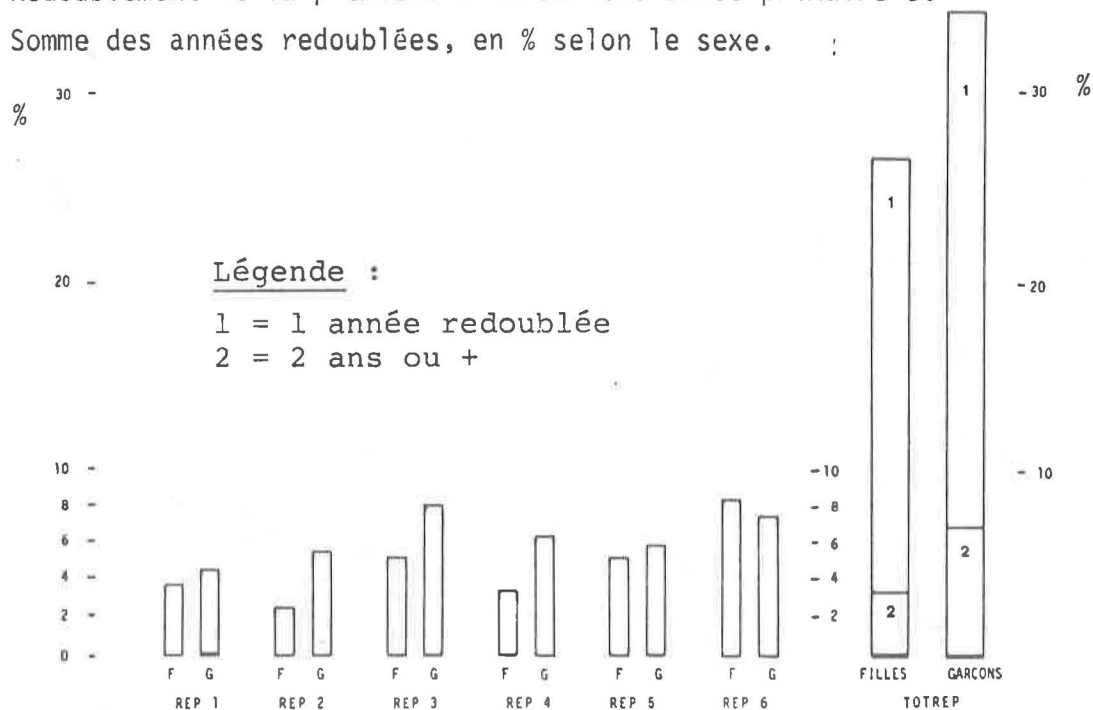 Somme des années redoublées, en % selon le sexe.
%
30
20
10
8
6
4
2
0
Légende :
1 = 1 année redoublée
2 = 2 ans ou +
F G
REP 1
F G
REP 2
F G
REP 3
F G
REP 4
F G
REP 5
F G
REP 6
10
8
6
4
2
1
2
FILLES
1
2
GARCONS
TOTREP
30 %
20
10